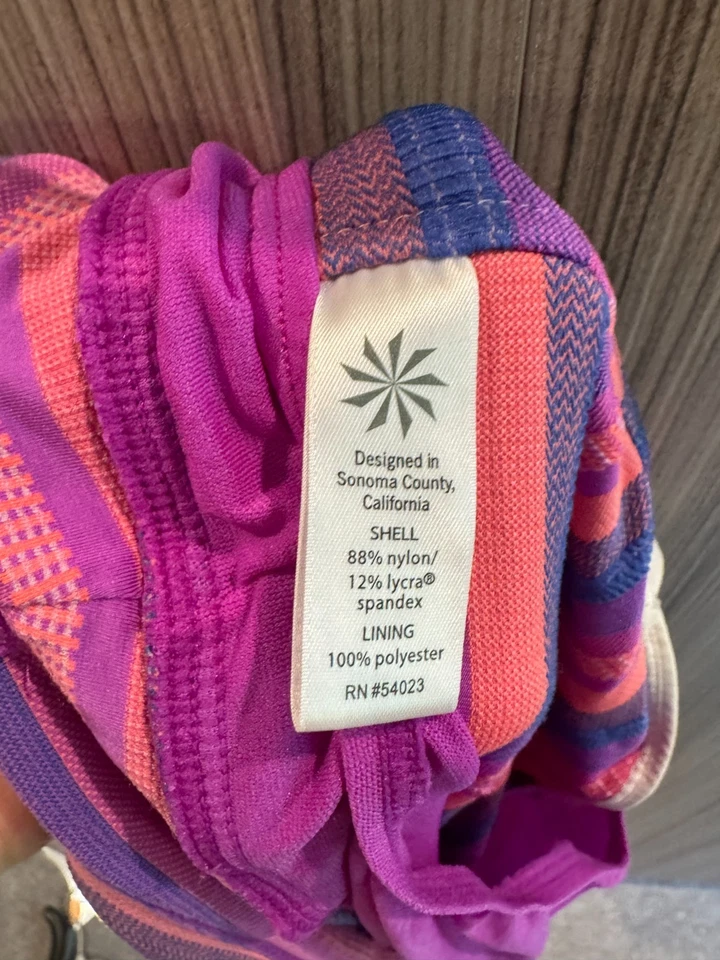 Designed in
Sonoma County,
California
SHELL
88% nylon/
12% lycra®
spandex
LINING
100% polyester
RN #54023